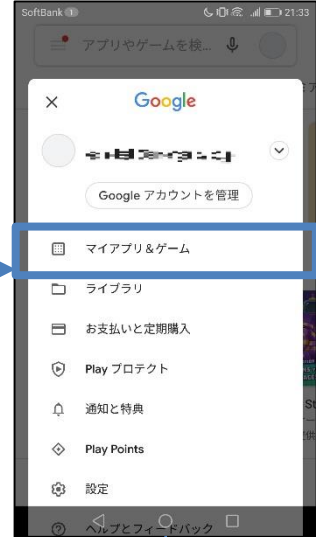 SoftBank 21:33
アプリやゲームを検...
Google
Google アカウントを管理
マイアプリ＆ゲーム
ライブラリ
お支払いと定期購入
Play プロテクト
通知と特典
Play Points
設定
ヘルプとフィードバック